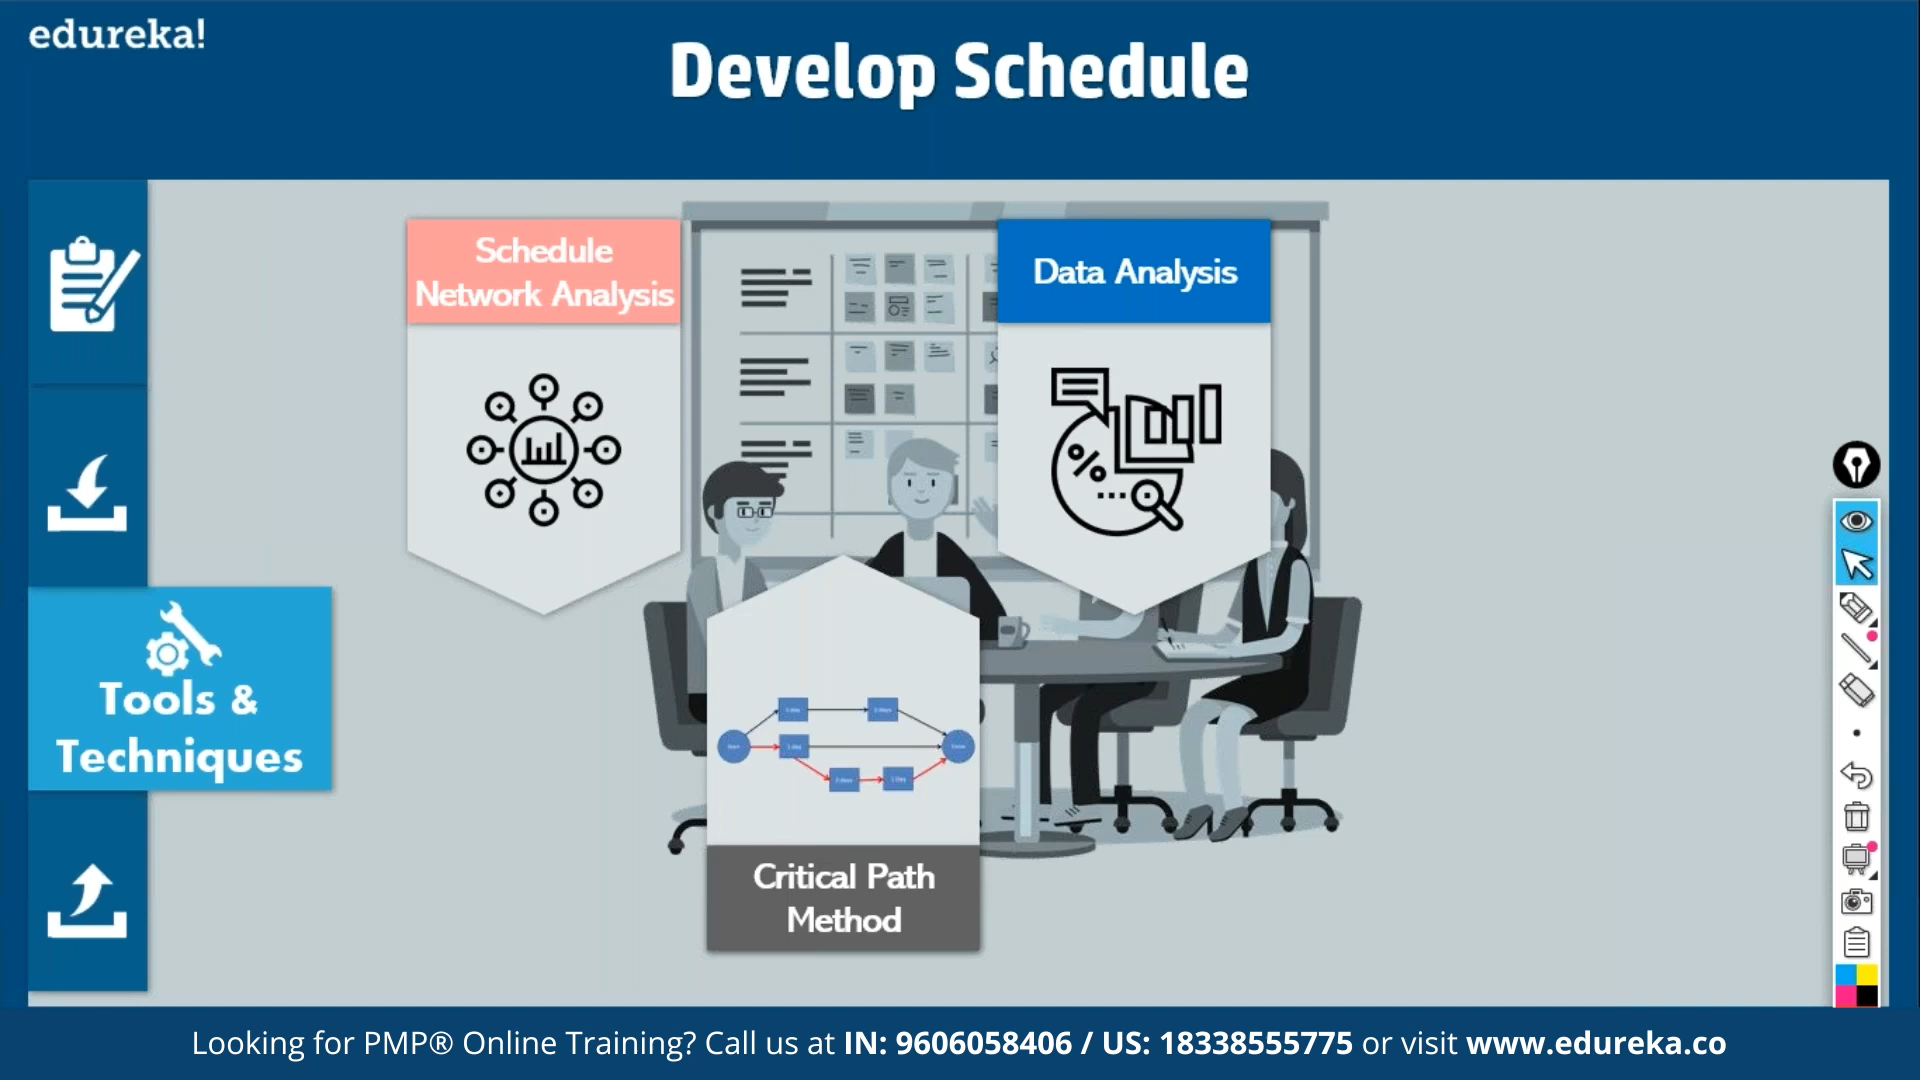 edureka!
Develop Schedule
Schedule
Network Analysis
Data Analysis
Tools &
Techniques
Critical Path
Method
Looking for PMP® Online Training? Call us at IN: 9606058406 / US: 18338555775 or visit www.edureka.co